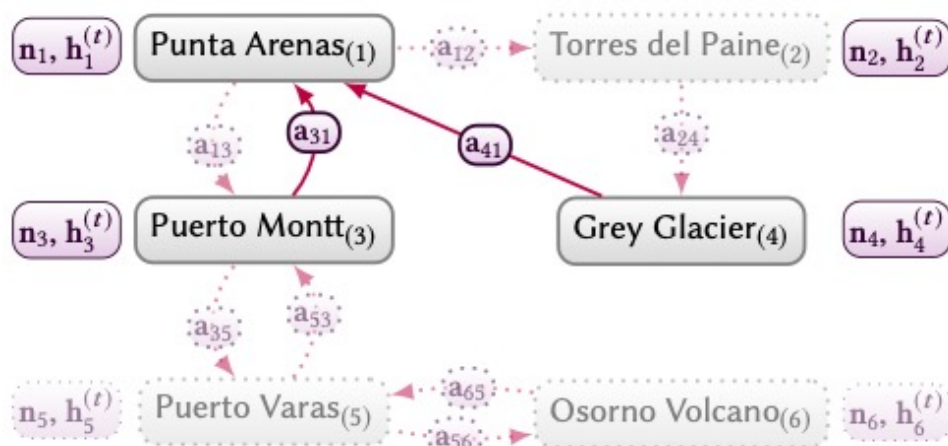 n₁, h₁⁽ᵗ⁾ Punta Arenas₍₁₎ a₁₂ Torres del Paine₍₂₎ n₂, h₂⁽ᵗ⁾
a₁₃ a₃₁ a₄₁ a₂₄
n₃, h₃⁽ᵗ⁾ Puerto Montt₍₃₎ Grey Glacier₍₄₎ n₄, h₄⁽ᵗ⁾
a₃₅ a₅₃
n₅, h₅⁽ᵗ⁾ Puerto Varas₍₅₎ a₆₅ Osorno Volcano₍₆₎ n₆, h₆⁽ᵗ⁾
a₅₆